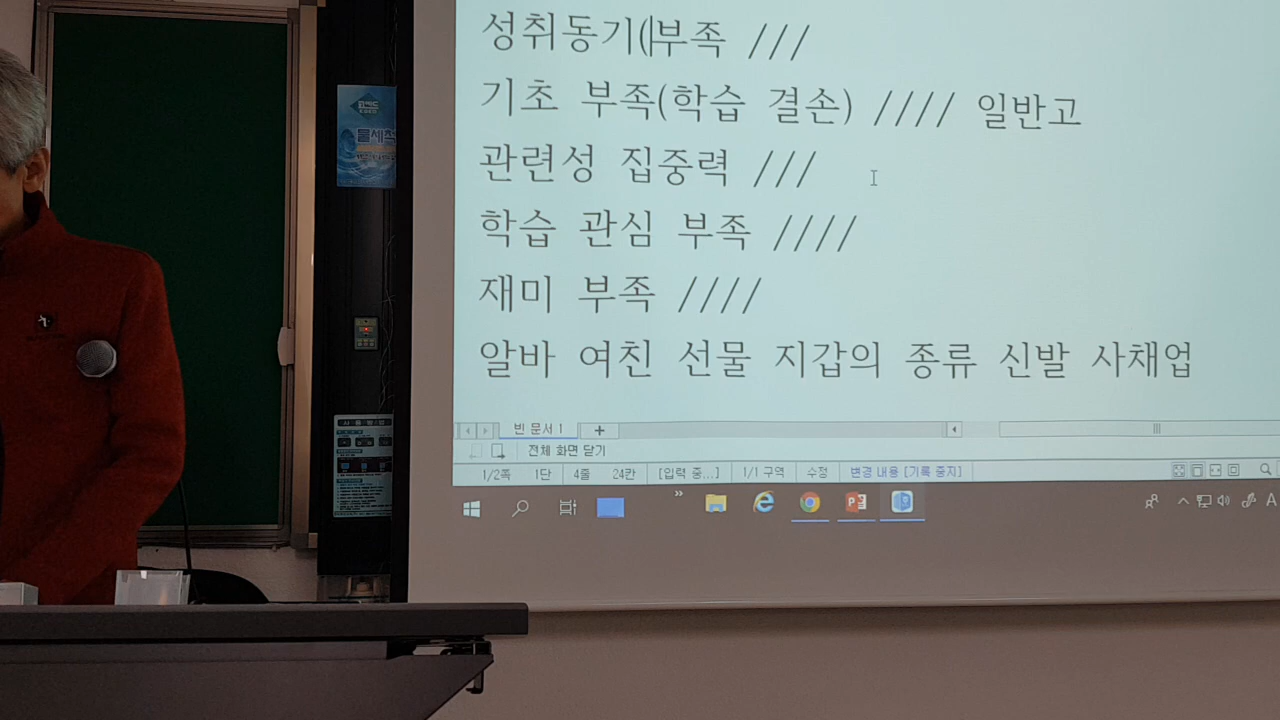 성취동기(부족 ///
기초 부족(학습 결손) //// 일반고
관련성 집중력 ///
학습 관심 부족 ////
재미 부족 ////
알바 여친 선물 지갑의 종류 신발 사채업
빈 문서 1
전체 화면 닫기
1/2쪽 1단 4줄 24칸 [입력 중...] 1/1 구역 수정 변경 내용 [기록 중지]